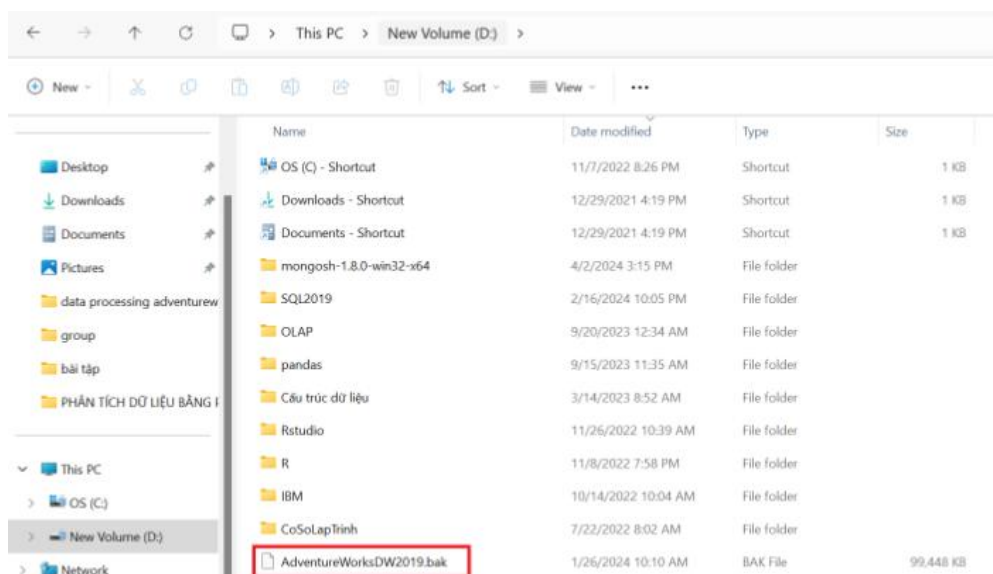 This PC > New Volume (D:) >
New
Sort
View
Name Date modified Type Size
Desktop
Downloads
Documents
Pictures
data processing adventurew
group
bài tập
PHÂN TÍCH DỮ LIỆU BẰNG
This PC
OS (C:)
New Volume (D:)
Network
OS (C) - Shortcut 11/7/2022 8:26 PM Shortcut 1 KB
Downloads - Shortcut 12/29/2021 4:19 PM Shortcut 1 KB
Documents - Shortcut 12/29/2021 4:19 PM Shortcut 1 KB
mongosh-1.8.0-win32-x64 4/2/2024 3:15 PM File folder
SQL2019 2/16/2024 10:05 PM File folder
OLAP 9/20/2023 12:34 AM File folder
pandas 9/15/2023 11:35 AM File folder
Cấu trúc dữ liệu 3/14/2023 8:52 AM File folder
Rstudio 11/26/2022 10:39 AM File folder
R 11/8/2022 7:58 PM File folder
IBM 10/14/2022 10:04 AM File folder
CoSoLapTrinh 7/22/2022 8:02 AM File folder
AdventureWorksDW2019.bak 1/26/2024 10:10 AM BAK File 99,448 KB